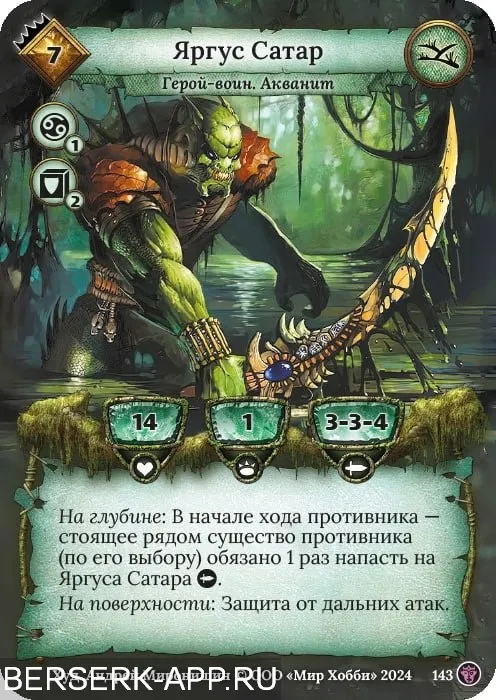 7
Яргус Сатар
Герой-воин. Акванит
1
2
14
1
3-3-4
На глубине: В начале хода противника —
стоящее рядом существо противника
(по его выбору) обязано 1 раз напасть на
Яргуса Сатара .
На поверхности: Защита от дальних атак.
ООО «Мир Хобби» 2024
143
BERSERK-APP.RU